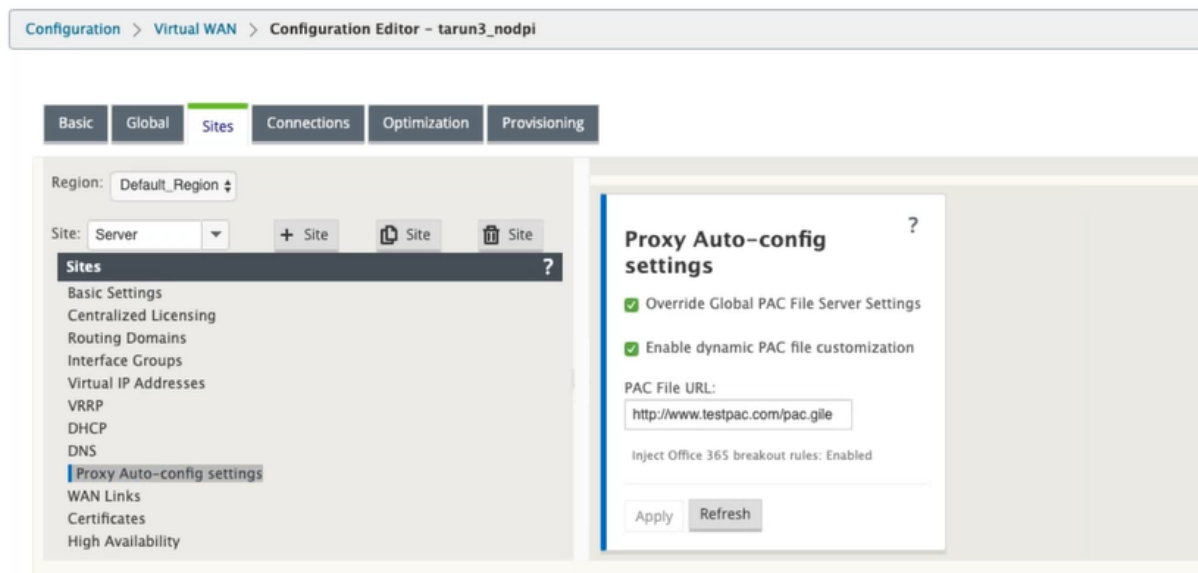 Configuration > Virtual WAN > Configuration Editor – tarun3_nodpi
Basic Global Sites Connections Optimization Provisioning
Region: Default_Region
Site: Server + Site Site Site
Sites ?
Basic Settings
Centralized Licensing
Routing Domains
Interface Groups
Virtual IP Addresses
VRRP
DHCP
DNS
Proxy Auto-config settings
WAN Links
Certificates
High Availability
Proxy Auto-config ?
settings
Override Global PAC File Server Settings
Enable dynamic PAC file customization
PAC File URL:
http://www.testpac.com/pac.gile
Inject Office 365 breakout rules: Enabled
Apply Refresh